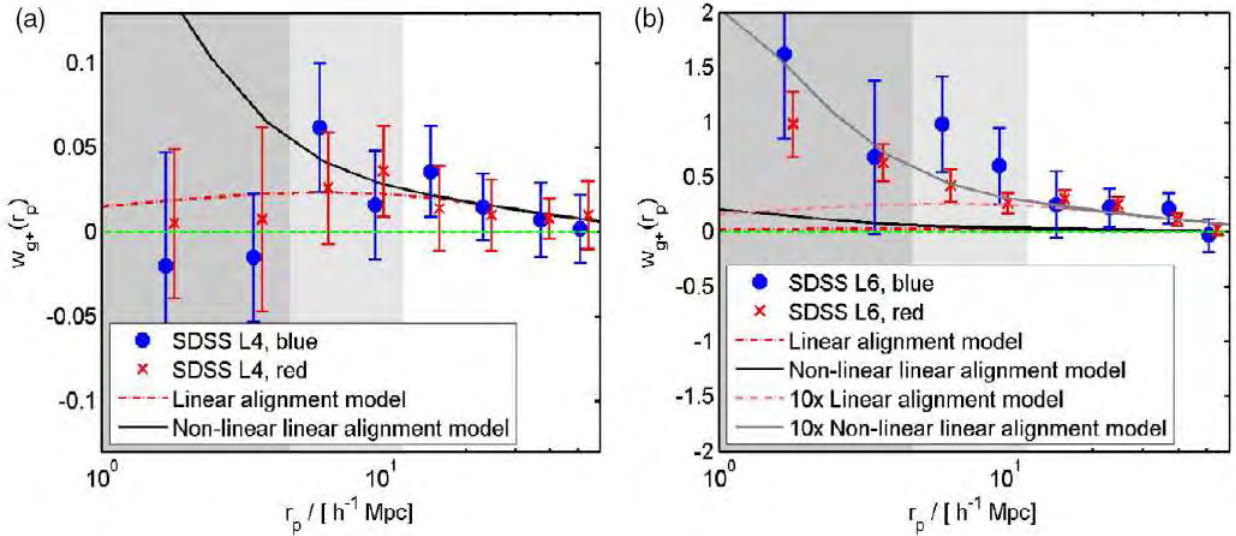 (a)
0.1
0.05
0
-0.05
-0.1
w_g+(r_p)
SDSS L4, blue
SDSS L4, red
Linear alignment model
Non-linear linear alignment model
10^0
10^1
r_p / [ h^-1 Mpc]
(b)
2
1.5
1
0.5
0
-0.5
-1
-1.5
-2
w_g+(r_p)
SDSS L6, blue
SDSS L6, red
Linear alignment model
Non-linear linear alignment model
10x Linear alignment model
10x Non-linear linear alignment model
10^0
10^1
r_p / [ h^-1 Mpc]